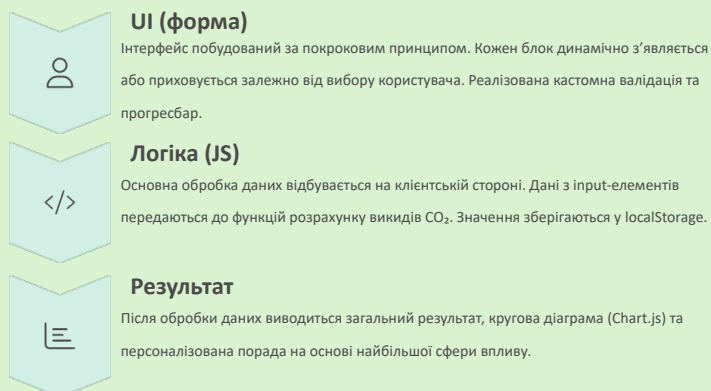 UI (форма)
Інтерфейс побудований за покроковим принципом. Кожен блок динамічно з’являється
або приховується залежно від вибору користувача. Реалізована кастомна валідація та
прогресбар.
Логіка (JS)
Основна обробка даних відбувається на клієнтській стороні. Дані з input-елементів
передаються до функцій розрахунку викидів CO₂. Значення зберігаються у localStorage.
</>
Результат
Після обробки даних виводиться загальний результат, кругова діаграма (Chart.js) та
персоналізована порада на основі найбільшої сфери впливу.